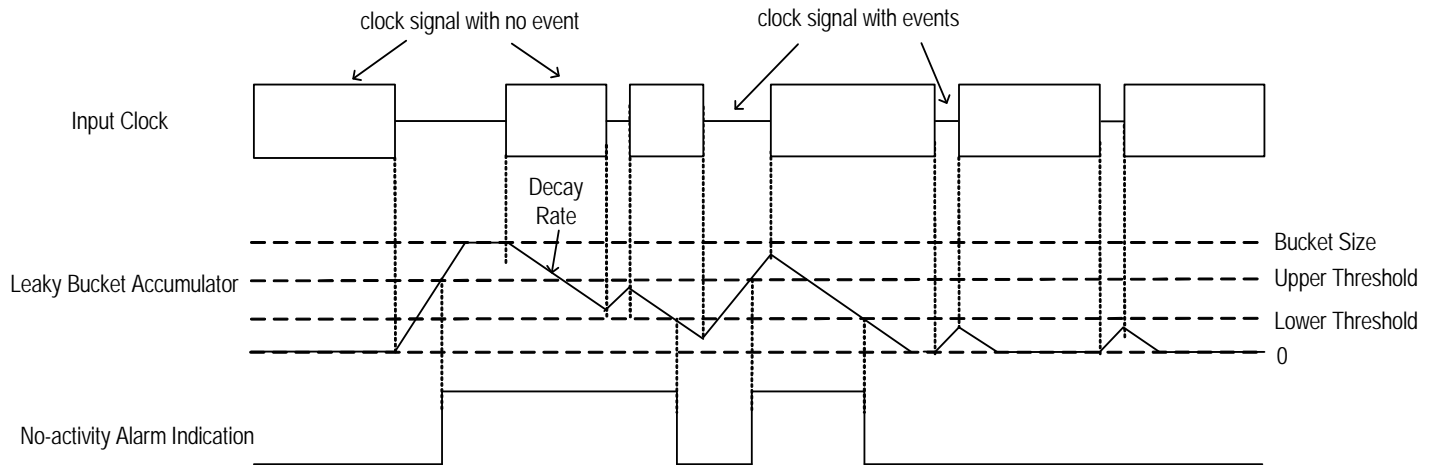 clock signal with no event
clock signal with events
Input Clock
Decay
Rate
Bucket Size
Leaky Bucket Accumulator
Upper Threshold
Lower Threshold
0
No-activity Alarm Indication